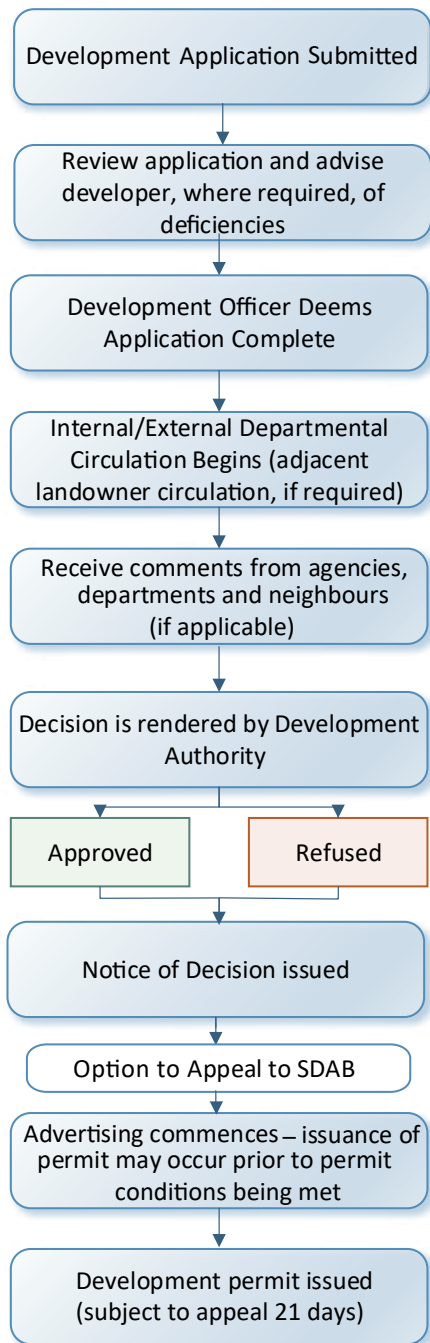 Development Application Submitted
Review application and advise
developer, where required, of
deficiencies
Development Officer Deems
Application Complete
Internal/External Departmental
Circulation Begins (adjacent
landowner circulation, if required)
Receive comments from agencies,
departments and neighbours
(if applicable)
Decision is rendered by Development
Authority
Approved
Refused
Notice of Decision issued
Option to Appeal to SDAB
Advertising commences – issuance of
permit may occur prior to permit
conditions being met
Development permit issued
(subject to appeal 21 days)